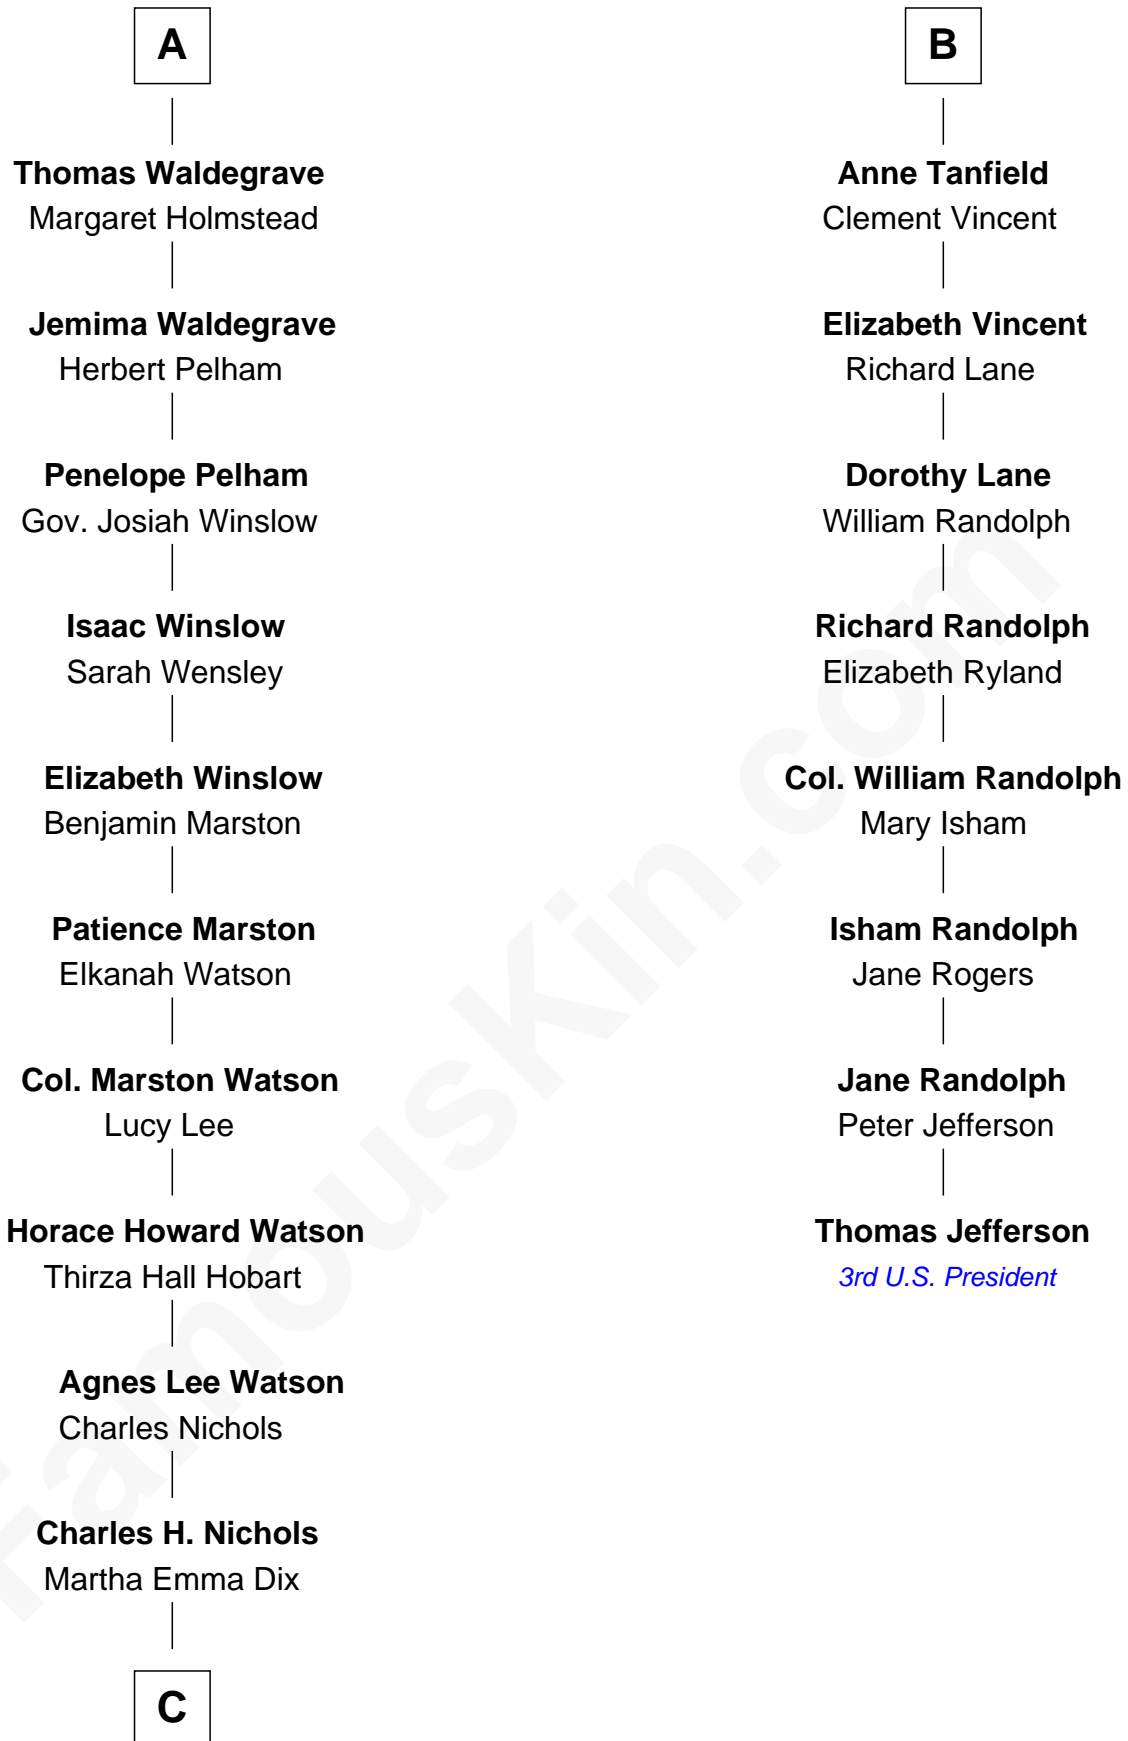 A
Thomas Waldegrave
Margaret Holmstead
Jemima Waldegrave
Herbert Pelham
Penelope Pelham
Gov. Josiah Winslow
Isaac Winslow
Sarah Wensley
Elizabeth Winslow
Benjamin Marston
Patience Marston
Elkanah Watson
Col. Marston Watson
Lucy Lee
Horace Howard Watson
Thirza Hall Hobart
Agnes Lee Watson
Charles Nichols
Charles H. Nichols
Martha Emma Dix
C
B
Anne Tanfield
Clement Vincent
Elizabeth Vincent
Richard Lane
Dorothy Lane
William Randolph
Richard Randolph
Elizabeth Ryland
Col. William Randolph
Mary Isham
Isham Randolph
Jane Rogers
Jane Randolph
Peter Jefferson
Thomas Jefferson
3rd U.S. President
FamousKin.com